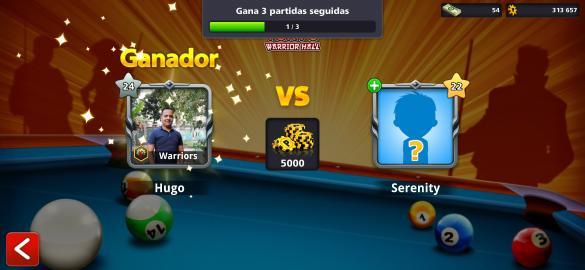 Gana 3 partidas seguidas
1 / 3
54
313 657
WARRIOR HALL
Ganador
24
VS
22
Warriors
5000
?
Hugo
Serenity
14
1
2
3